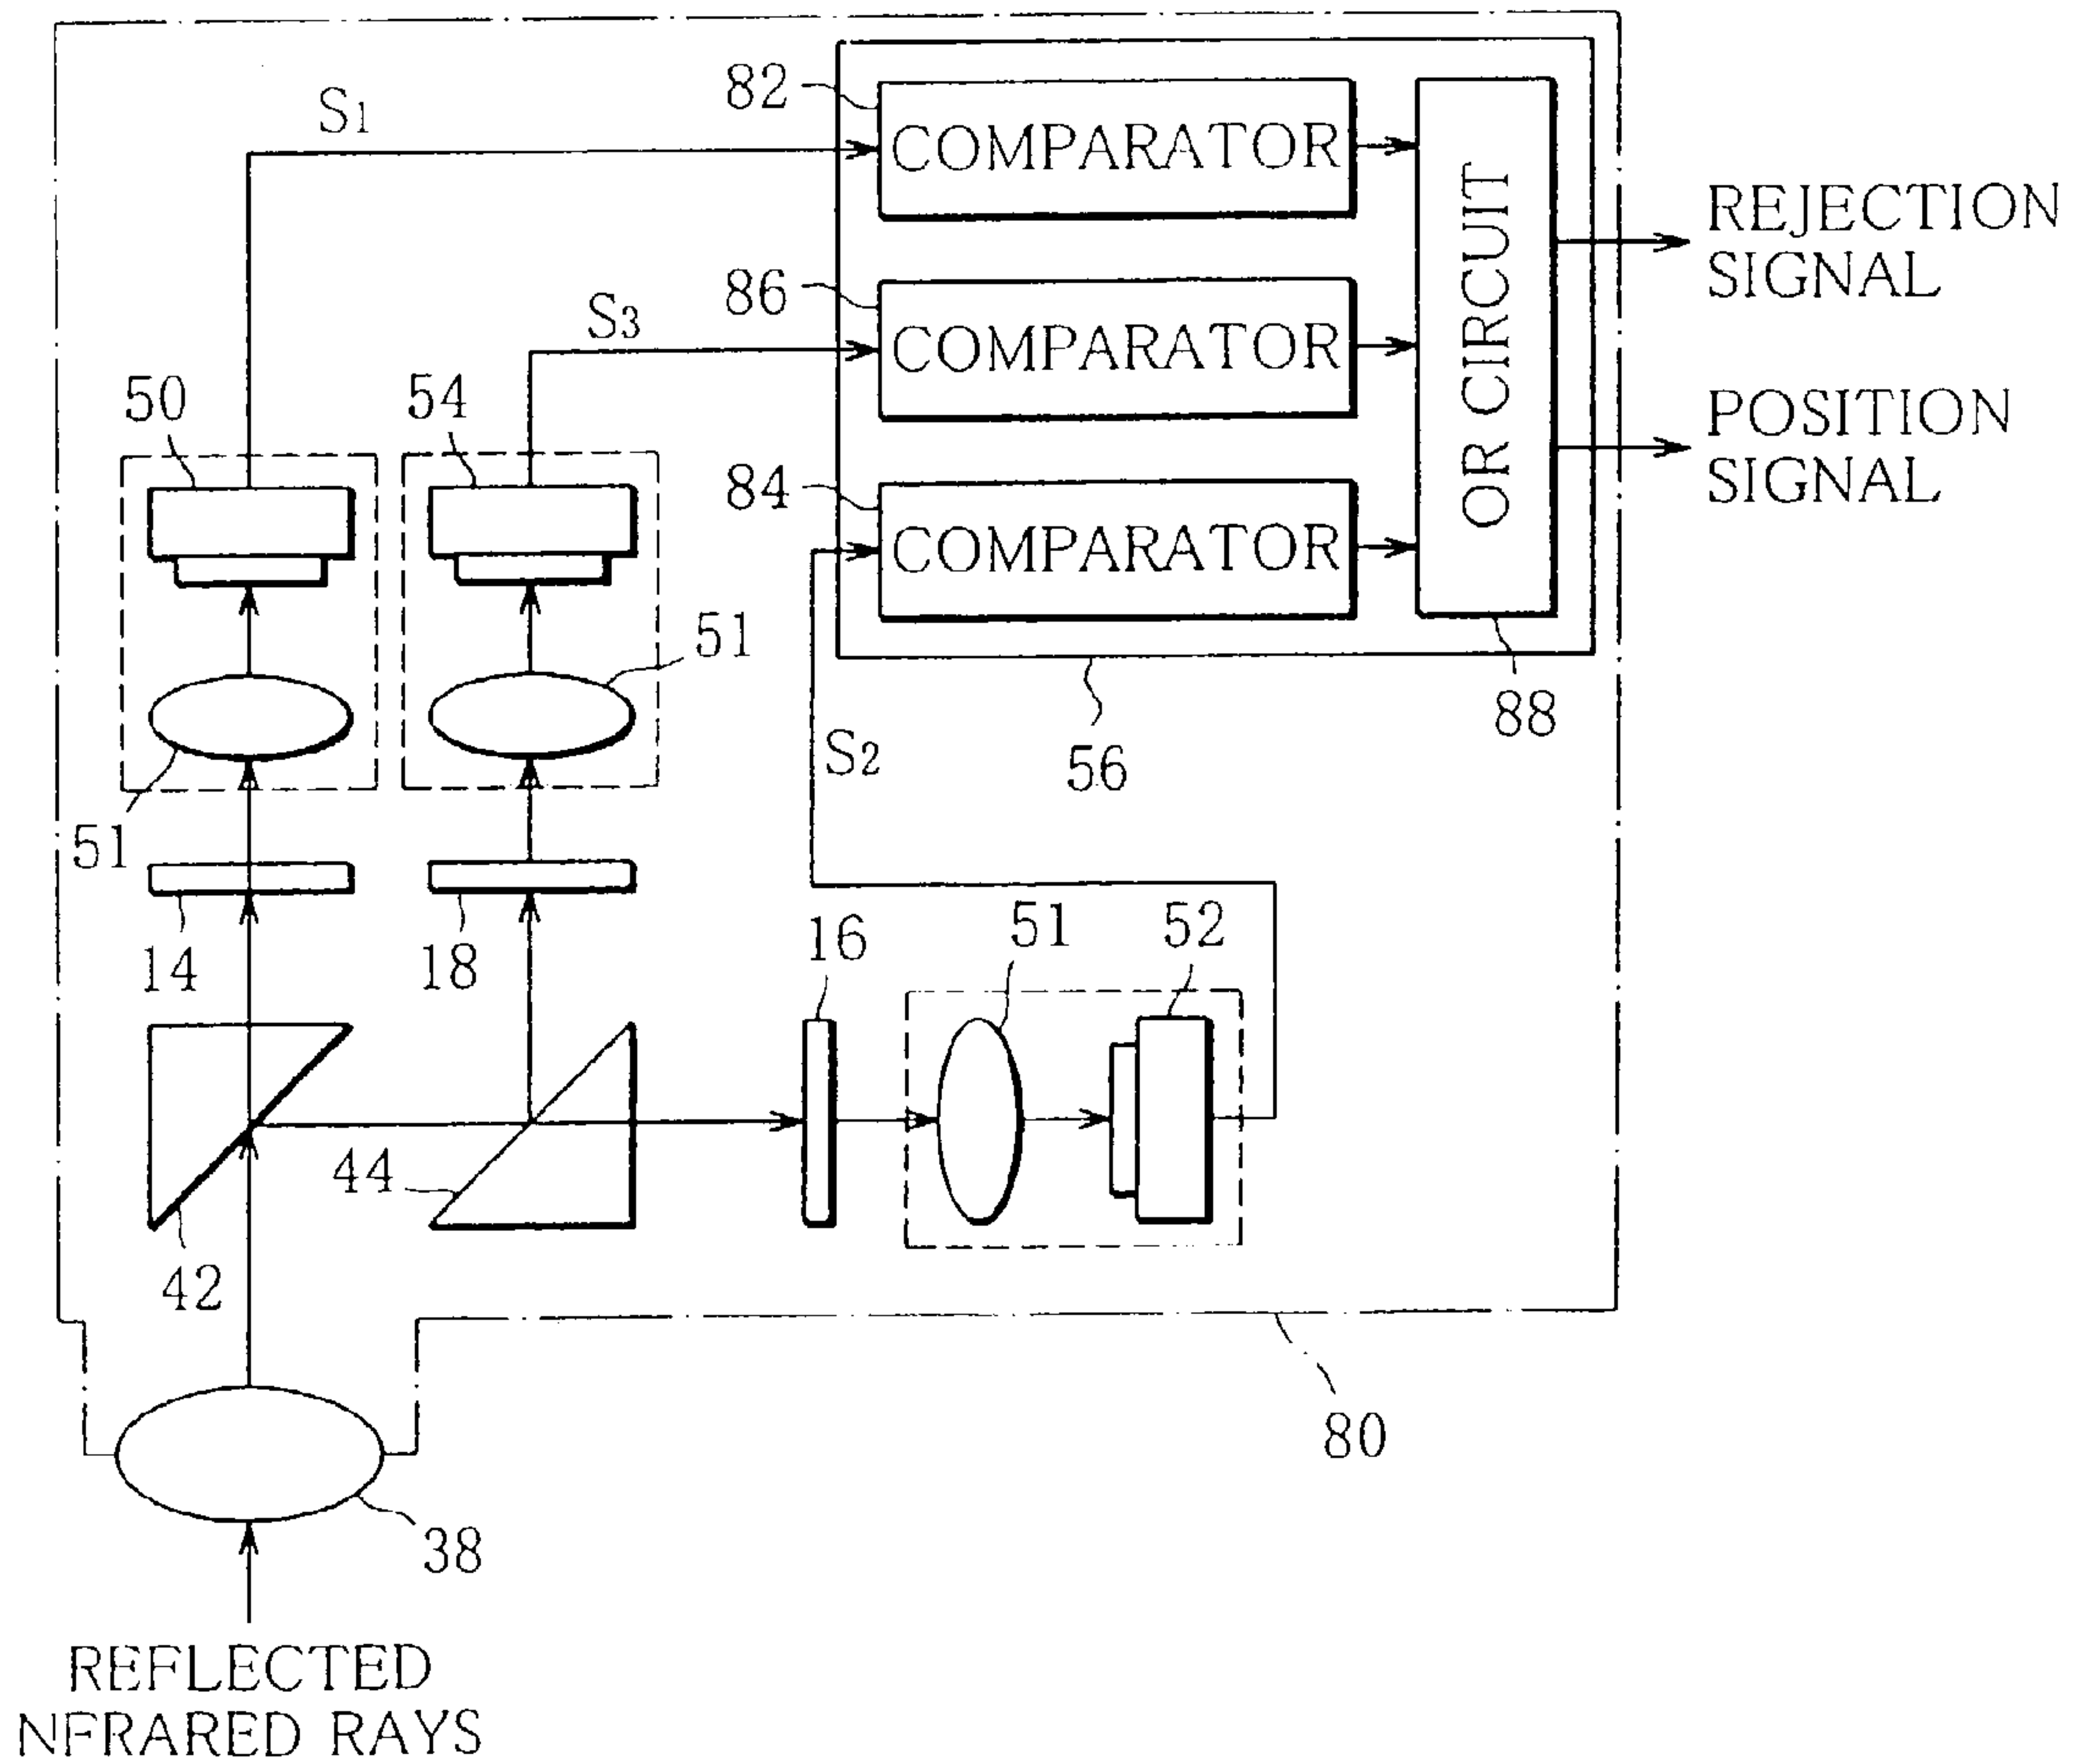 82
S1
COMPARATOR
REJECTION
SIGNAL
86
S3
COMPARATOR
OR CIRCUIT
50
54
POSITION
SIGNAL
84
COMPARATOR
51
88
S2
56
51
14
18
16
51
52
44
42
80
38
REFLECTED
NFRARED RAYS